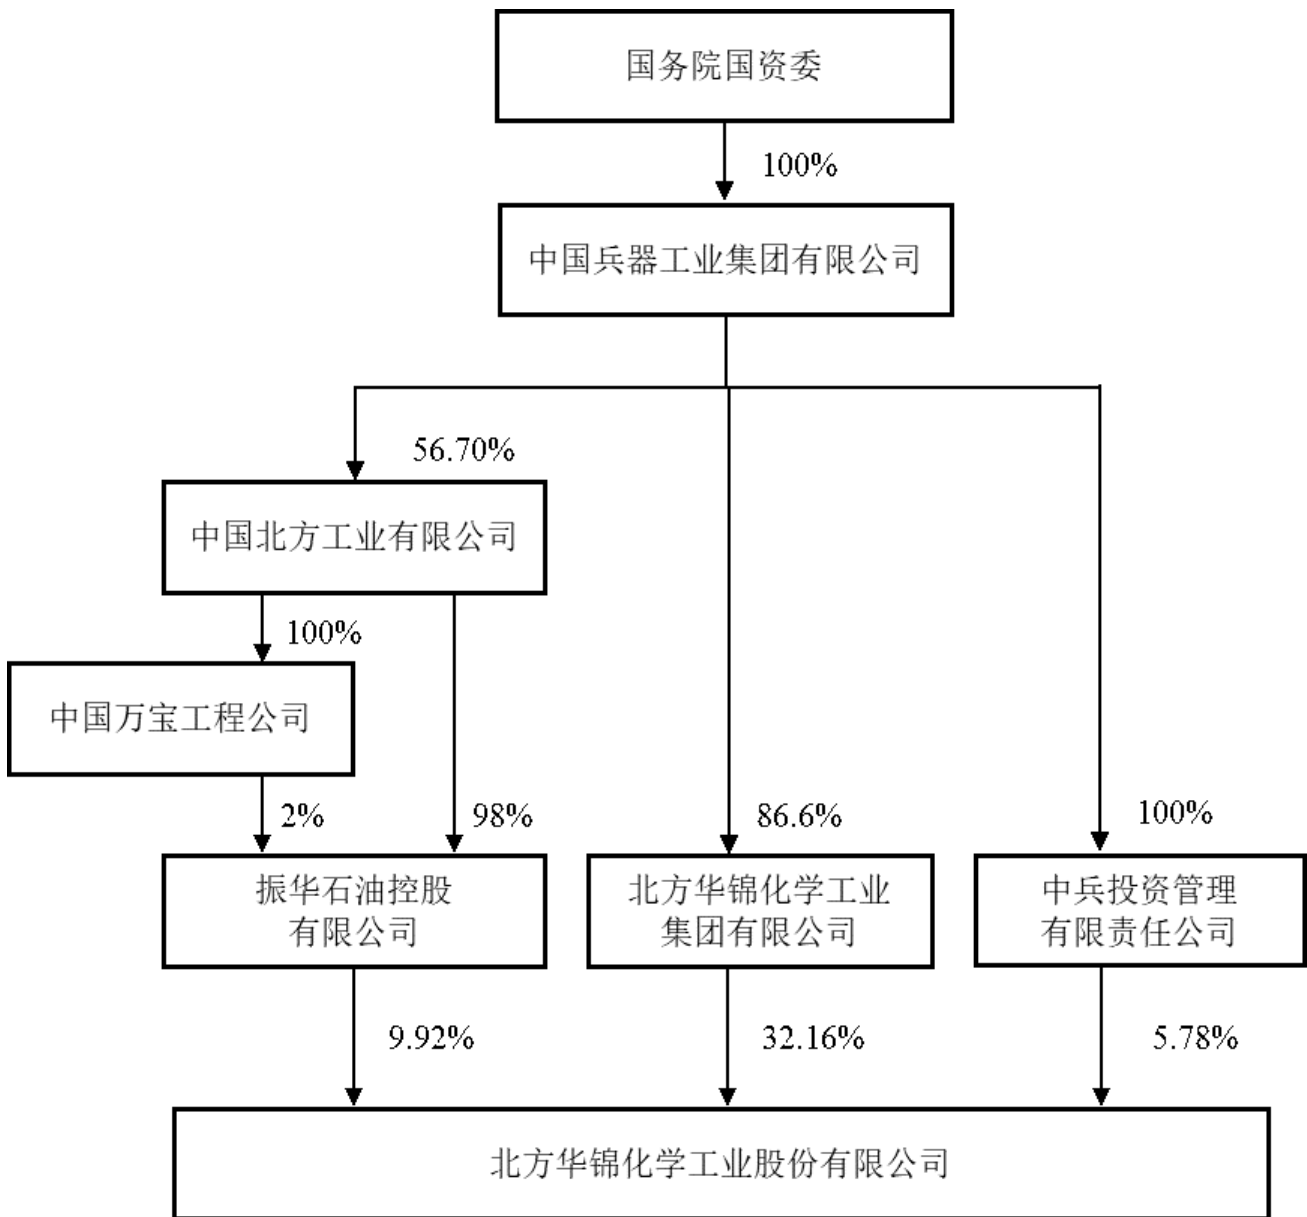 国务院国资委
100%
中国兵器工业集团有限公司
56.70%
中国北方工业有限公司
100%
中国万宝工程公司
2%
98%
86.6%
100%
振华石油控股
有限公司
北方华锦化学工业
集团有限公司
中兵投资管理
有限责任公司
9.92%
32.16%
5.78%
北方华锦化学工业股份有限公司